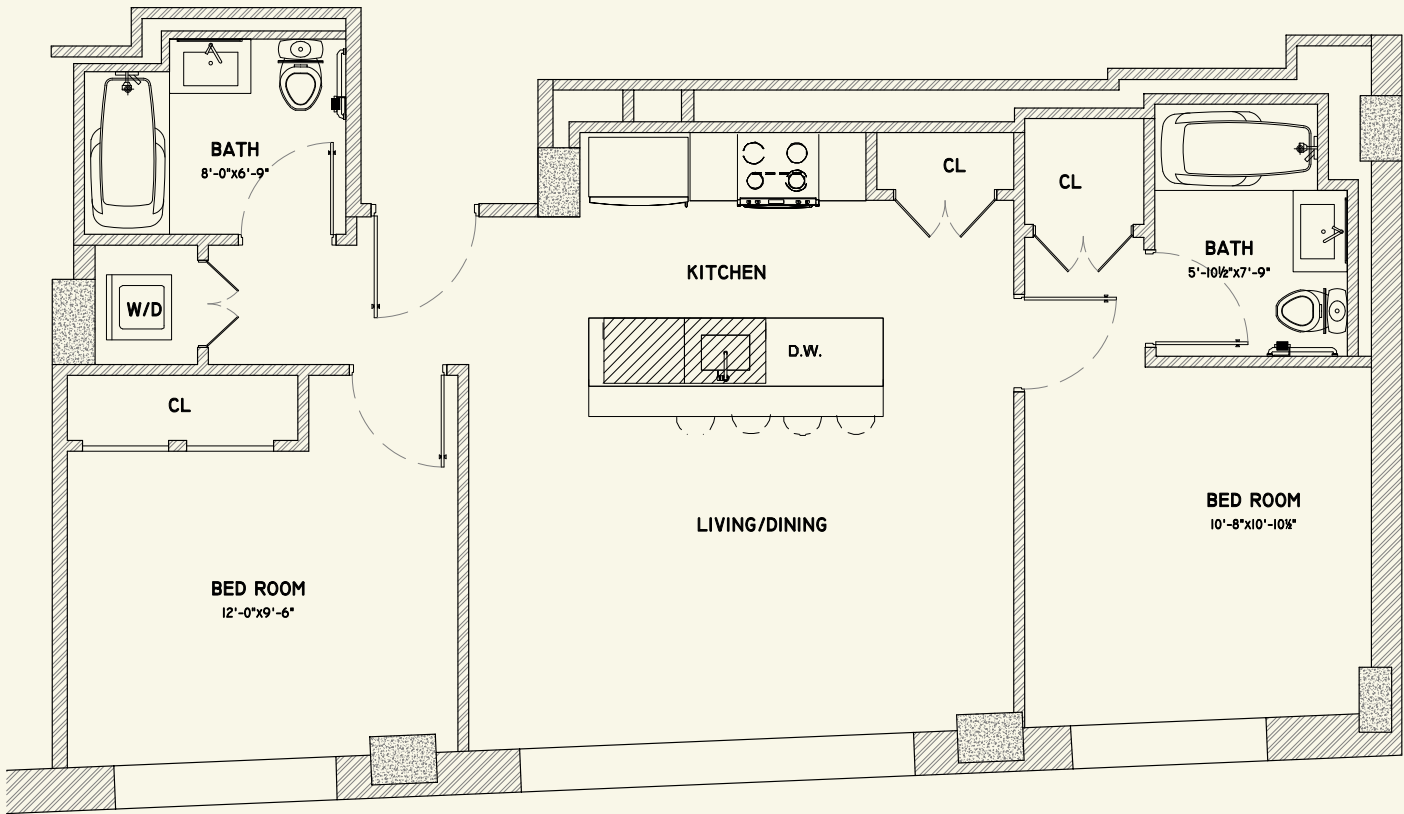 BATH
8'-0"x6'-9"
CL
CL
BATH
5'-10½"x7'-9"
KITCHEN
W/D
D.W.
CL
BED ROOM
10'-8"x10'-10½"
LIVING/DINING
BED ROOM
12'-0"x9'-6"